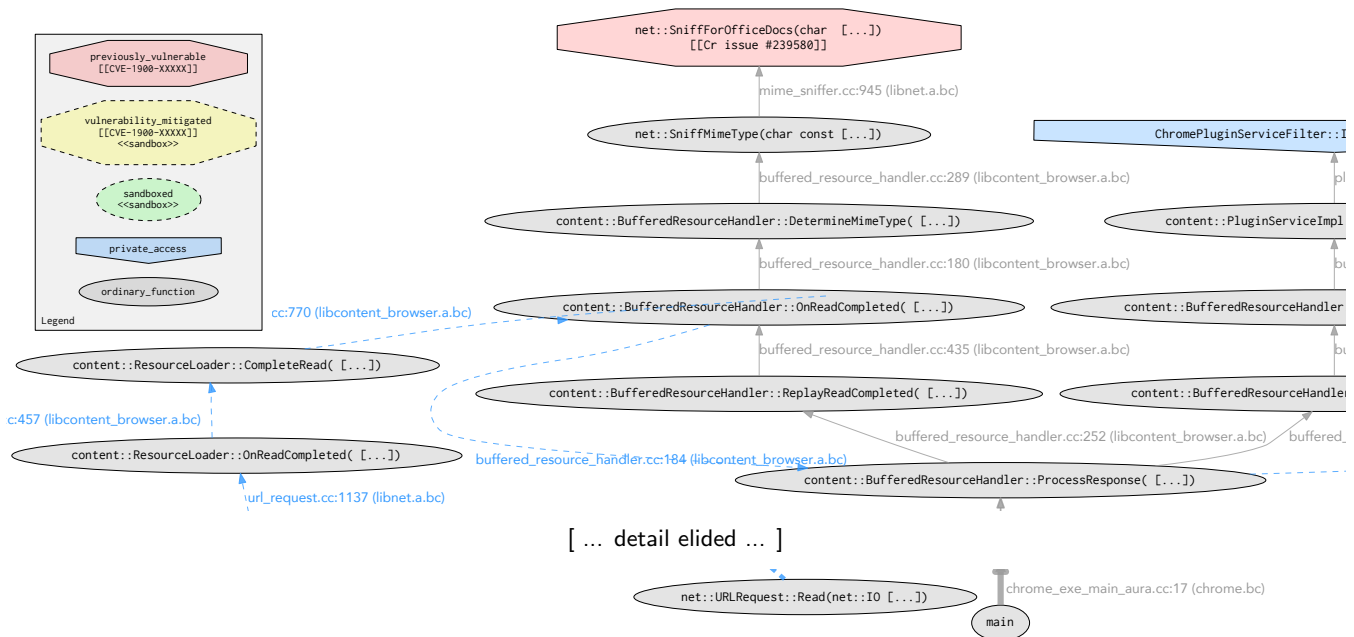 previously_vulnerable
[[CVE-1900-XXXXX]]
vulnerability_mitigated
[[CVE-1900-XXXXX]]
<<sandbox>>
sandboxed
<<sandbox>>
private_access
ordinary_function
Legend
net::SniffForOfficeDocs(char [...])
[[Cr issue #239580]]
mime_sniffer.cc:945 (libnet.a.bc)
net::SniffMimeType(char const [...])
ChromePluginServiceFilter::I
buffered_resource_handler.cc:289 (libcontent_browser.a.bc)
pl
content::BufferedResourceHandler::DetermineMimeType( [...])
content::PluginServiceImpl
buffered_resource_handler.cc:180 (libcontent_browser.a.bc)
bu
content::BufferedResourceHandler::OnReadCompleted( [...])
content::BufferedResourceHandler
cc:770 (libcontent_browser.a.bc)
buffered_resource_handler.cc:435 (libcontent_browser.a.bc)
bu
content::ResourceLoader::CompleteRead( [...])
content::BufferedResourceHandler::ReplayReadCompleted( [...])
content::BufferedResourceHandler
c:457 (libcontent_browser.a.bc)
buffered_resource_handler.cc:252 (libcontent_browser.a.bc)
buffered_
content::ResourceLoader::OnReadCompleted( [...])
buffered_resource_handler.cc:184 (libcontent_browser.a.bc)
content::BufferedResourceHandler::ProcessResponse( [...])
url_request.cc:1137 (libnet.a.bc)
[ ... detail elided ... ]
net::URLRequest::Read(net::IO [...])
chrome_exe_main_aura.cc:17 (chrome.bc)
main